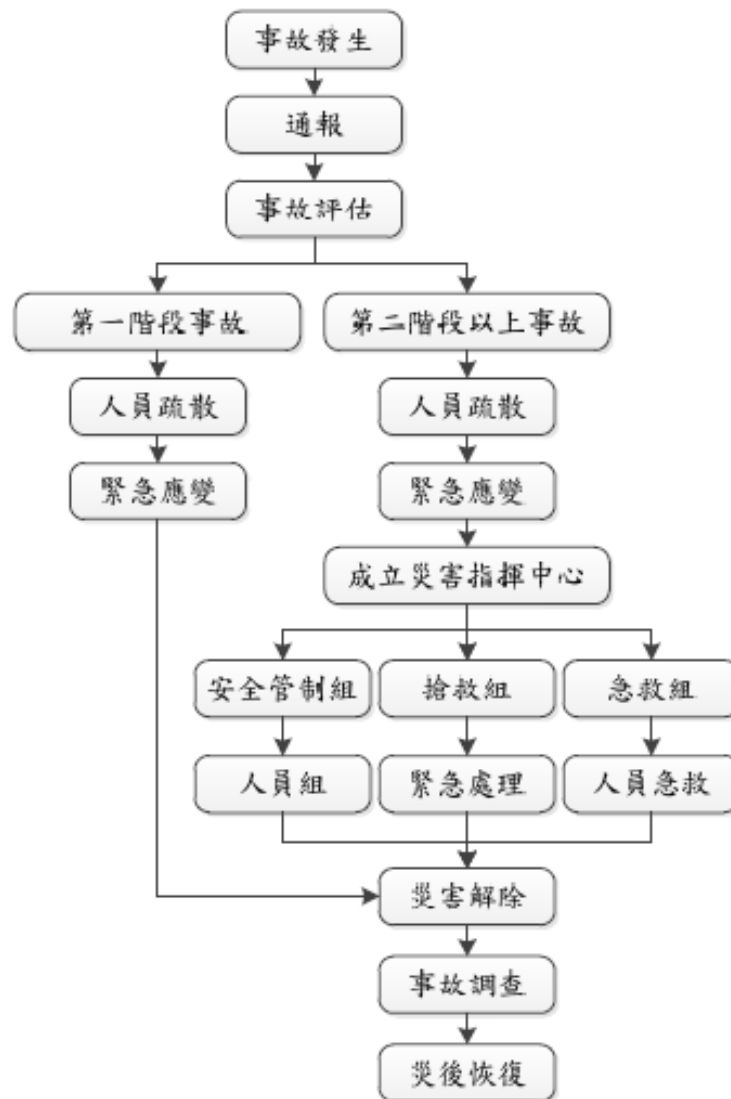 事故發生
通報
事故評估
第一階段事故
第二階段以上事故
人員疏散
人員疏散
緊急應變
緊急應變
成立災害指揮中心
安全管制組
搶救組
急救組
人員組
緊急處理
人員急救
災害解除
事故調查
災後恢復